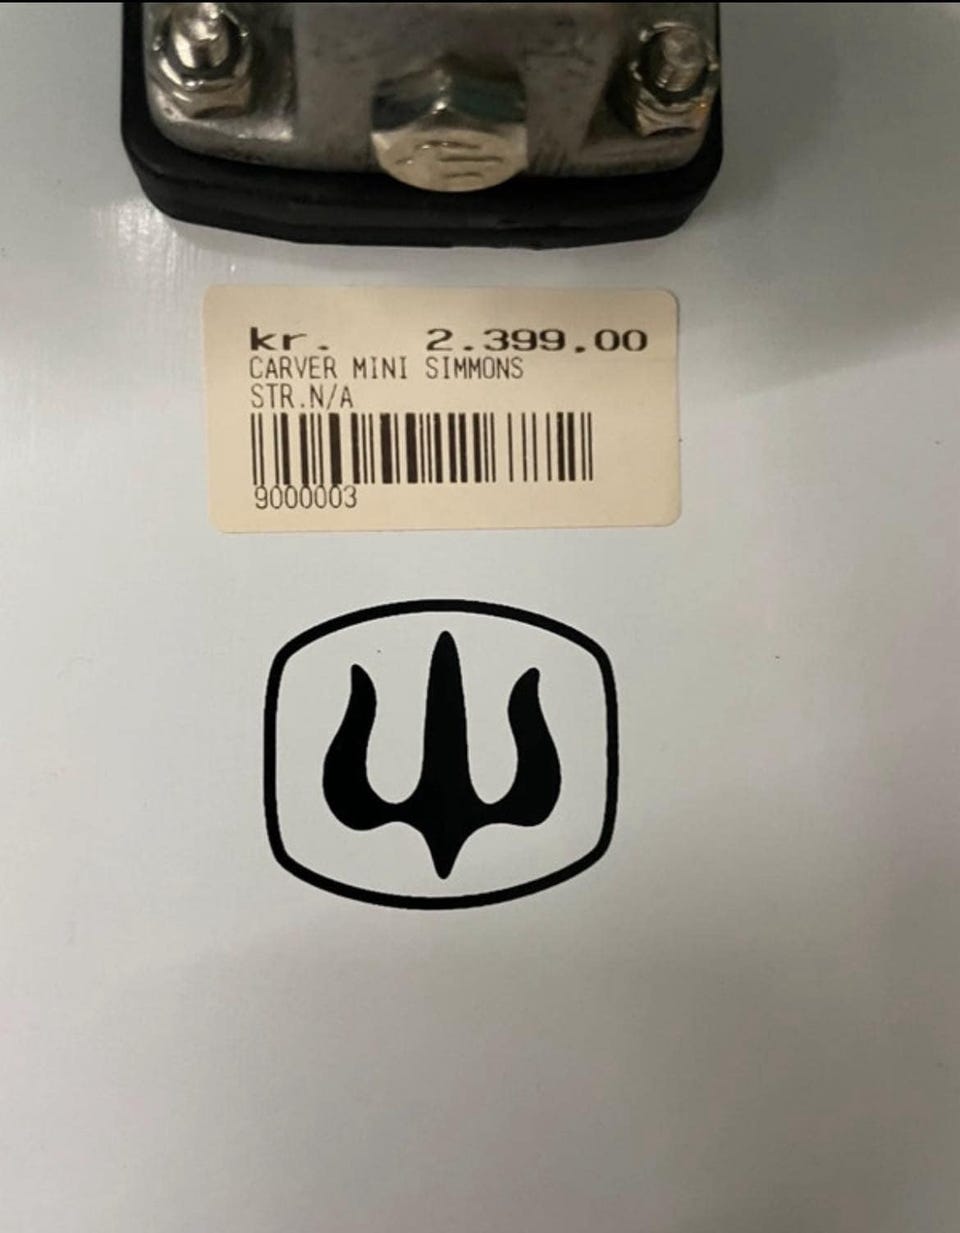 kr. 2.399,00
CARVER MINI SIMMONS
STR.N/A
9000003